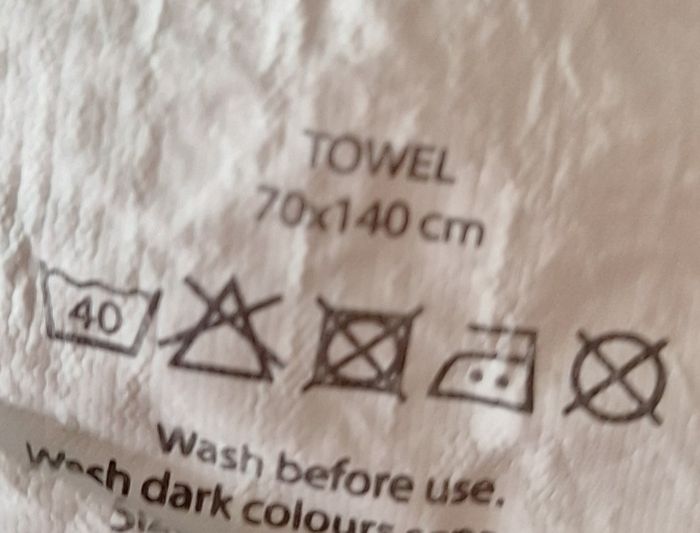 TOWEL
70x140 cm
40
Wash before use.
Wash dark colours